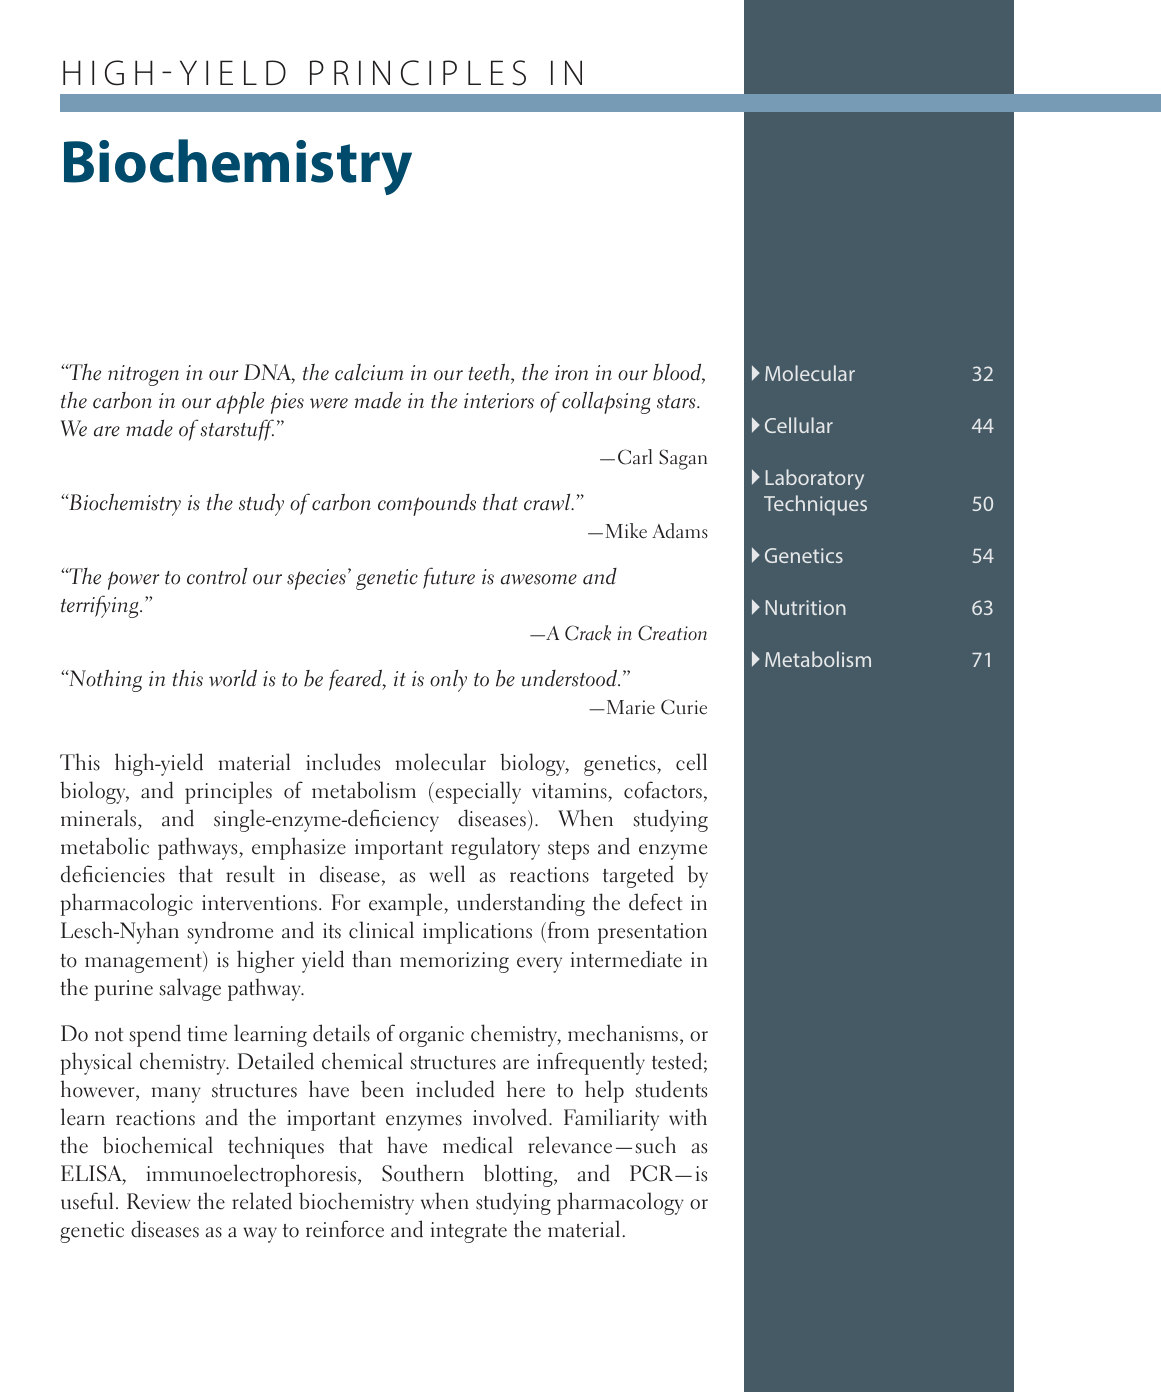 HIGH-YIELD PRINCIPLES IN
Biochemistry
“The nitrogen in our DNA, the calcium in our teeth, the iron in our blood,
the carbon in our apple pies were made in the interiors of collapsing stars.
We are made of starstuff.”
—Carl Sagan
“Biochemistry is the study of carbon compounds that crawl.”
—Mike Adams
“The power to control our species’ genetic future is awesome and
terrifying.”
—A Crack in Creation
“Nothing in this world is to be feared, it is only to be understood.”
—Marie Curie
This high-yield material includes molecular biology, genetics, cell
biology, and principles of metabolism (especially vitamins, cofactors,
minerals, and single-enzyme-deficiency diseases). When studying
metabolic pathways, emphasize important regulatory steps and enzyme
deficiencies that result in disease, as well as reactions targeted by
pharmacologic interventions. For example, understanding the defect in
Lesch-Nyhan syndrome and its clinical implications (from presentation
to management) is higher yield than memorizing every intermediate in
the purine salvage pathway.
Do not spend time learning details of organic chemistry, mechanisms, or
physical chemistry. Detailed chemical structures are infrequently tested;
however, many structures have been included here to help students
learn reactions and the important enzymes involved. Familiarity with
the biochemical techniques that have medical relevance—such as
ELISA, immunoelectrophoresis, Southern blotting, and PCR—is
useful. Review the related biochemistry when studying pharmacology or
genetic diseases as a way to reinforce and integrate the material.
Molecular 32
Cellular 44
Laboratory
Techniques 50
Genetics 54
Nutrition 63
Metabolism 71